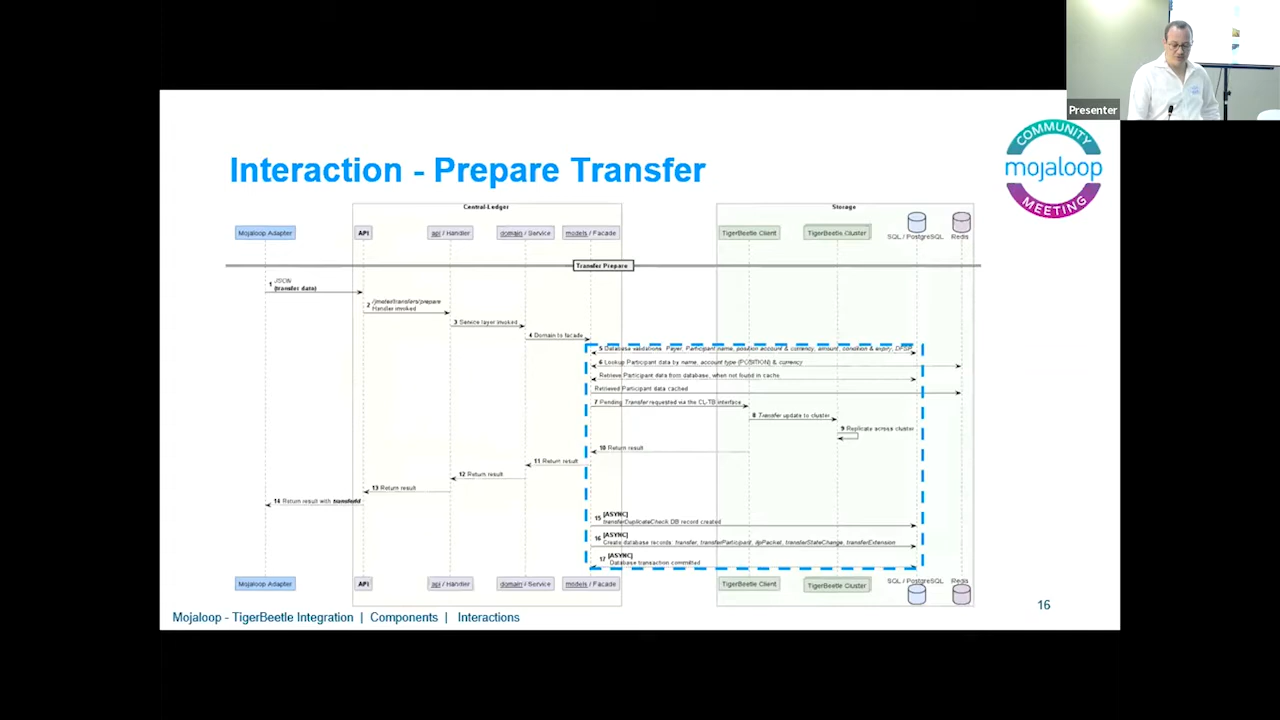 Presenter
COMMUNITY
mojaloop
MEETING
Interaction - Prepare Transfer
Central-Ledger
Storage
Mojaloop Adapter
API
api / Handler
domain / Service
models / Facade
TigerBeetle Client
TigerBeetle Cluster
SQL / PostgreSQL
Redis
Transfer Prepare
1 JSON
(transfer data)
2 /jmeter/transfers/prepare
Handler invoked
3 Service layer invoked
4 Domain to facade
5 Database validations: Payer, Participant name, position account & currency, amount, condition & expiry, DFSP
6 Lookup Participant data by name, account type (POSITION) & currency
Retrieve Participant data from database, when not found in cache
Retrieved Participant data cached
7 Pending Transfer requested via the CL-TB interface
8 Transfer update to cluster
9 Replicate across cluster
10 Return result
11 Return result
12 Return result
13 Return result
14 Return result with transferId
15 [ASYNC]
transferDuplicateCheck DB record created
16 [ASYNC]
Create database records: transfer, transferParticipant, ilpPacket, transferStateChange, transferExtension
17 [ASYNC]
Database transaction committed
Mojaloop Adapter
API
api / Handler
domain / Service
models / Facade
TigerBeetle Client
TigerBeetle Cluster
SQL / PostgreSQL
Redis
16
Mojaloop - TigerBeetle Integration | Components | Interactions